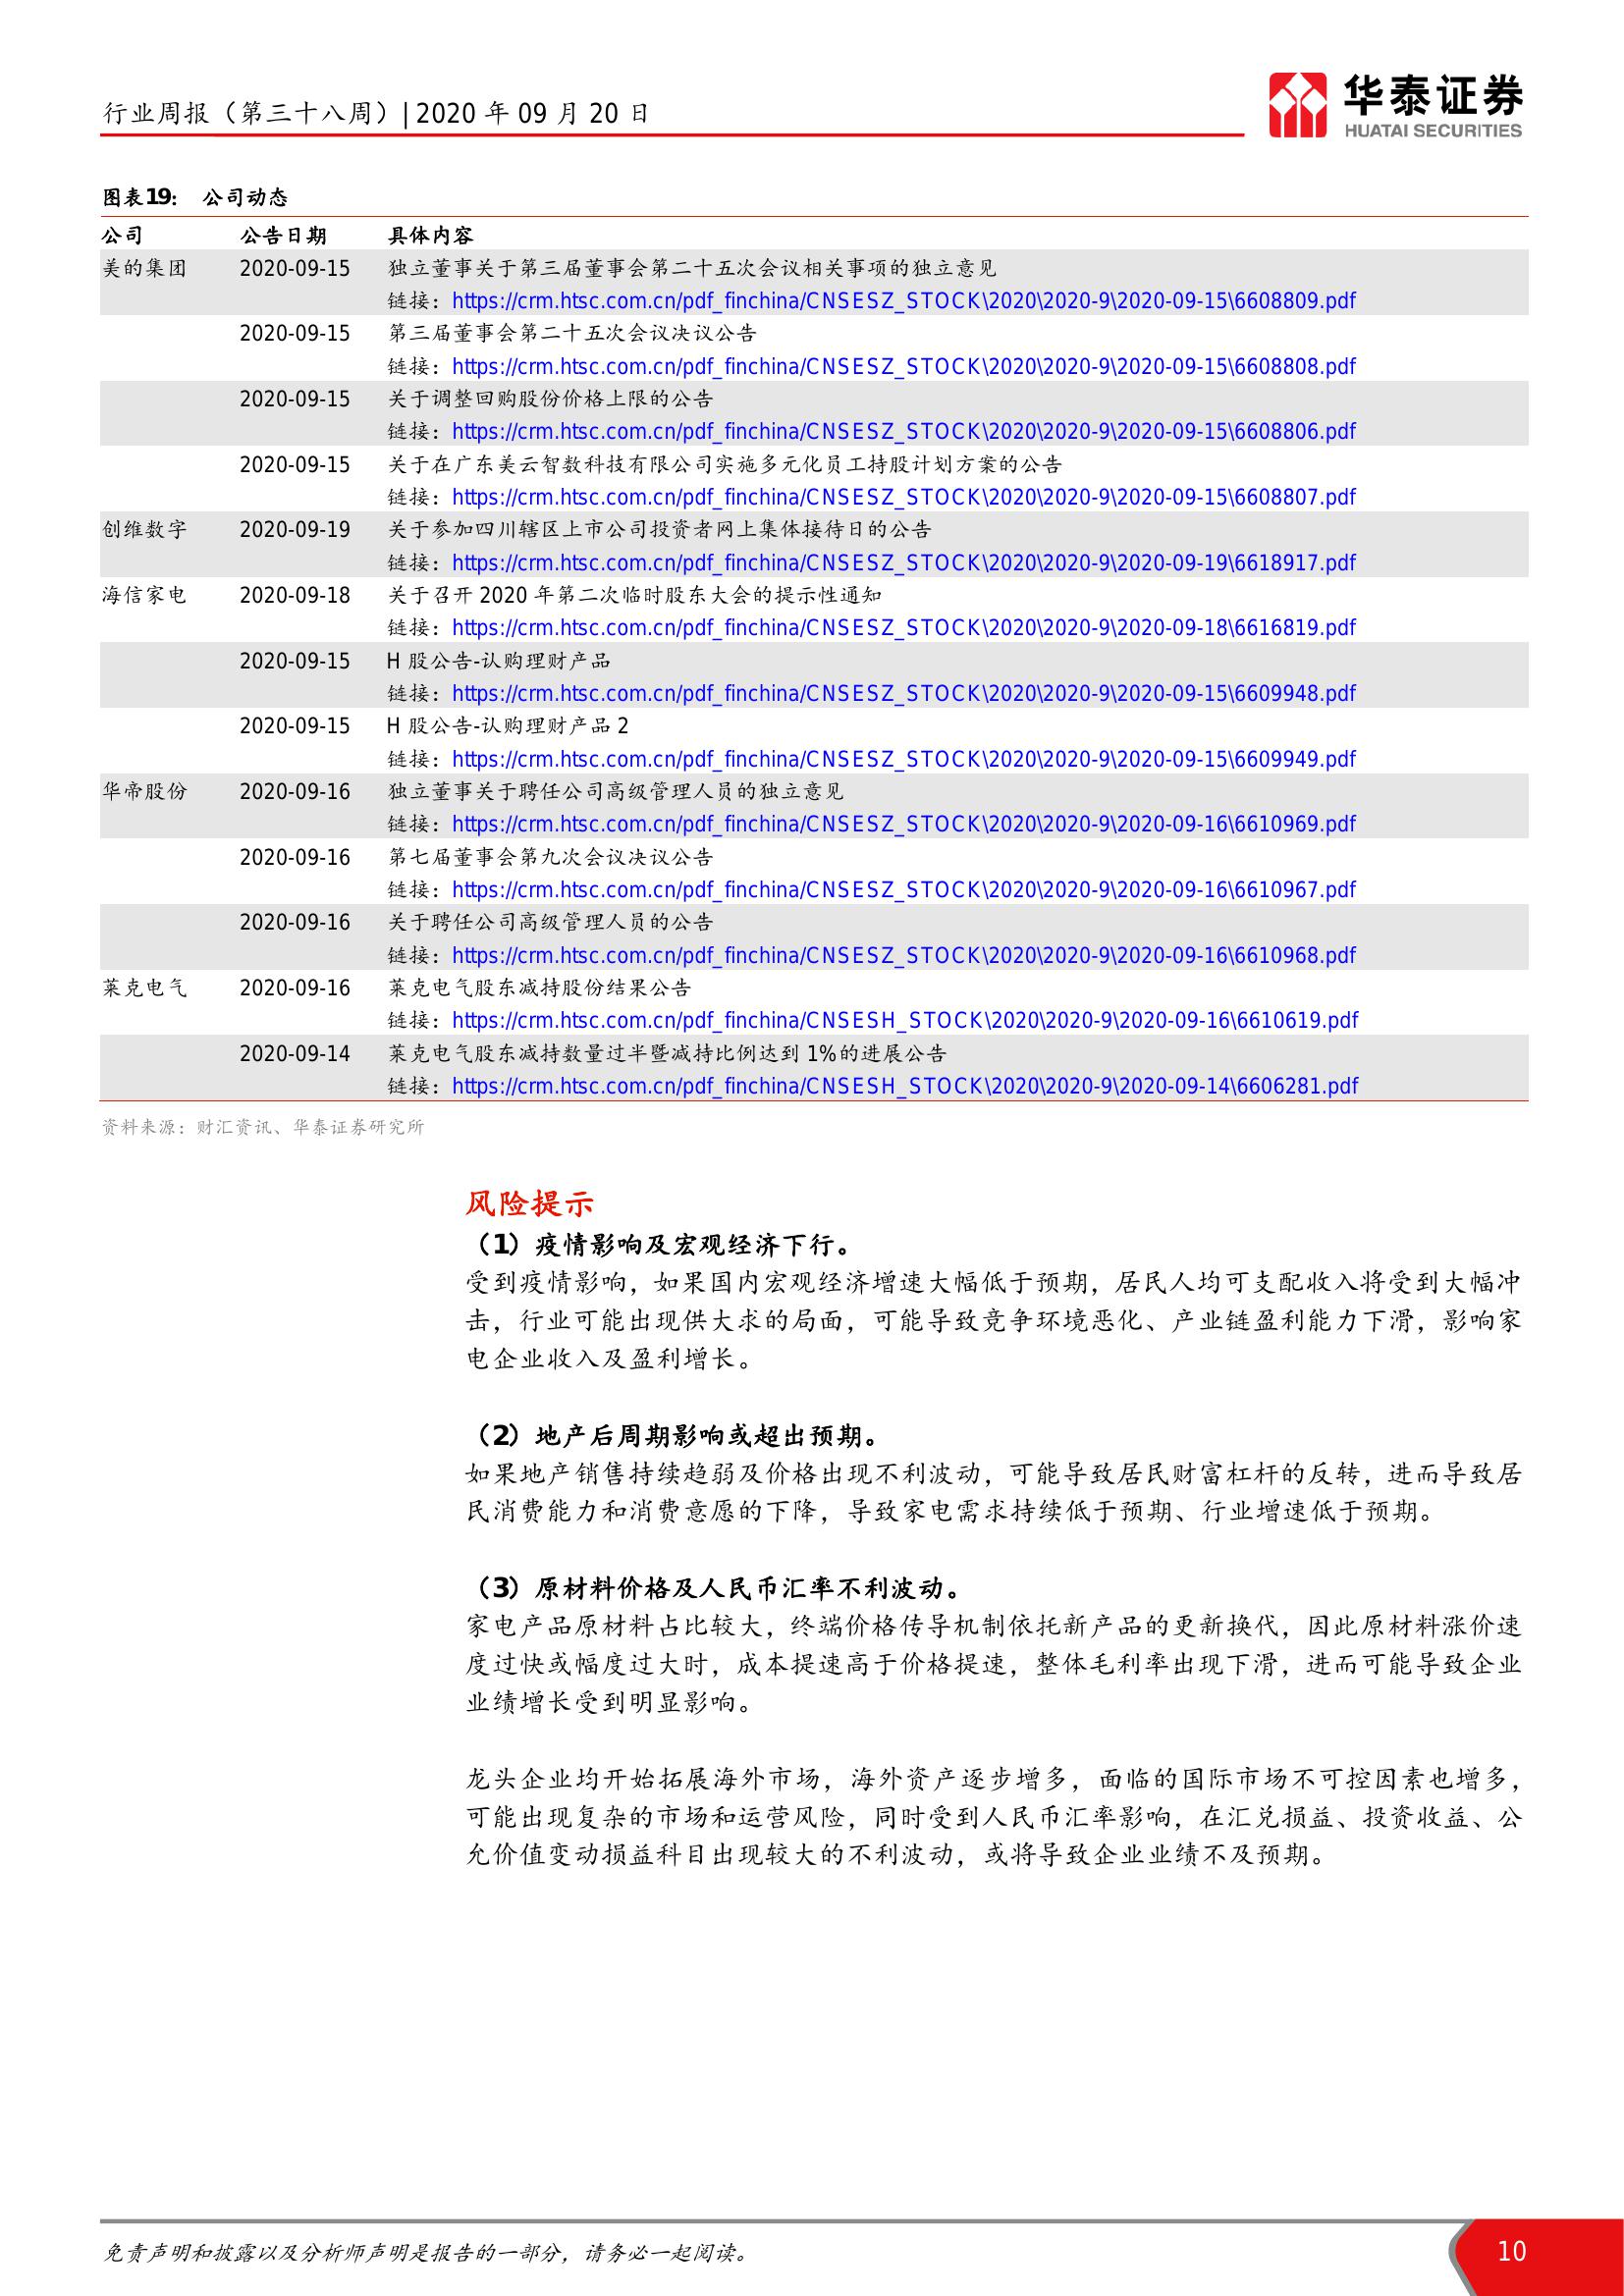 行业周报（第三十八周）| 2020 年 09 月 20 日
华泰证券
HUATAI SECURITIES
图表19： 公司动态
公司 公告日期 具体内容
美的集团 2020-09-15 独立董事关于第三届董事会第二十五次会议相关事项的独立意见
链接：https://crm.htsc.com.cn/pdf_finchina/CNSESZ_STOCK\2020\2020-9\2020-09-15\6608809.pdf
2020-09-15 第三届董事会第二十五次会议决议公告
链接：https://crm.htsc.com.cn/pdf_finchina/CNSESZ_STOCK\2020\2020-9\2020-09-15\6608808.pdf
2020-09-15 关于调整回购股份价格上限的公告
链接：https://crm.htsc.com.cn/pdf_finchina/CNSESZ_STOCK\2020\2020-9\2020-09-15\6608806.pdf
2020-09-15 关于在广东美云智数科技有限公司实施多元化员工持股计划方案的公告
链接：https://crm.htsc.com.cn/pdf_finchina/CNSESZ_STOCK\2020\2020-9\2020-09-15\6608807.pdf
创维数字 2020-09-19 关于参加四川辖区上市公司投资者网上集体接待日的公告
链接：https://crm.htsc.com.cn/pdf_finchina/CNSESZ_STOCK\2020\2020-9\2020-09-19\6618917.pdf
海信家电 2020-09-18 关于召开 2020 年第二次临时股东大会的提示性通知
链接：https://crm.htsc.com.cn/pdf_finchina/CNSESZ_STOCK\2020\2020-9\2020-09-18\6616819.pdf
2020-09-15 H 股公告-认购理财产品
链接：https://crm.htsc.com.cn/pdf_finchina/CNSESZ_STOCK\2020\2020-9\2020-09-15\6609948.pdf
2020-09-15 H 股公告-认购理财产品 2
链接：https://crm.htsc.com.cn/pdf_finchina/CNSESZ_STOCK\2020\2020-9\2020-09-15\6609949.pdf
华帝股份 2020-09-16 独立董事关于聘任公司高级管理人员的独立意见
链接：https://crm.htsc.com.cn/pdf_finchina/CNSESZ_STOCK\2020\2020-9\2020-09-16\6610969.pdf
2020-09-16 第七届董事会第九次会议决议公告
链接：https://crm.htsc.com.cn/pdf_finchina/CNSESZ_STOCK\2020\2020-9\2020-09-16\6610967.pdf
2020-09-16 关于聘任公司高级管理人员的公告
链接：https://crm.htsc.com.cn/pdf_finchina/CNSESZ_STOCK\2020\2020-9\2020-09-16\6610968.pdf
莱克电气 2020-09-16 莱克电气股东减持股份结果公告
链接：https://crm.htsc.com.cn/pdf_finchina/CNSESH_STOCK\2020\2020-9\2020-09-16\6610619.pdf
2020-09-14 莱克电气股东减持数量过半暨减持比例达到 1%的进展公告
链接：https://crm.htsc.com.cn/pdf_finchina/CNSESH_STOCK\2020\2020-9\2020-09-14\6606281.pdf
资料来源：财汇资讯、华泰证券研究所
风险提示
（1）疫情影响及宏观经济下行。
受到疫情影响，如果国内宏观经济增速大幅低于预期，居民人均可支配收入将受到大幅冲
击，行业可能出现供大求的局面，可能导致竞争环境恶化、产业链盈利能力下滑，影响家
电企业收入及盈利增长。
（2）地产后周期影响或超出预期。
如果地产销售持续趋弱及价格出现不利波动，可能导致居民财富杠杆的反转，进而导致居
民消费能力和消费意愿的下降，导致家电需求持续低于预期、行业增速低于预期。
（3）原材料价格及人民币汇率不利波动。
家电产品原材料占比较大，终端价格传导机制依托新产品的更新换代，因此原材料涨价速
度过快或幅度过大时，成本提速高于价格提速，整体毛利率出现下滑，进而可能导致企业
业绩增长受到明显影响。
龙头企业均开始拓展海外市场，海外资产逐步增多，面临的国际市场不可控因素也增多，
可能出现复杂的市场和运营风险，同时受到人民币汇率影响，在汇兑损益、投资收益、公
允价值变动损益科目出现较大的不利波动，或将导致企业业绩不及预期。
免责声明和披露以及分析师声明是报告的一部分，请务必一起阅读。
10